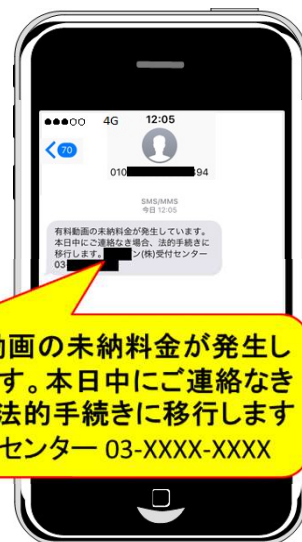 4G 12:05
70
010 94
SMS/MMS
今日 12:05
有料動画の未納料金が発生しています。
本日中にご連絡なき場合、法的手続きに
移行します。 ン(株)受付センター
03
動画の未納料金が発生し
す。本日中にご連絡なき
法的手続きに移行します
センター 03-XXXX-XXXX